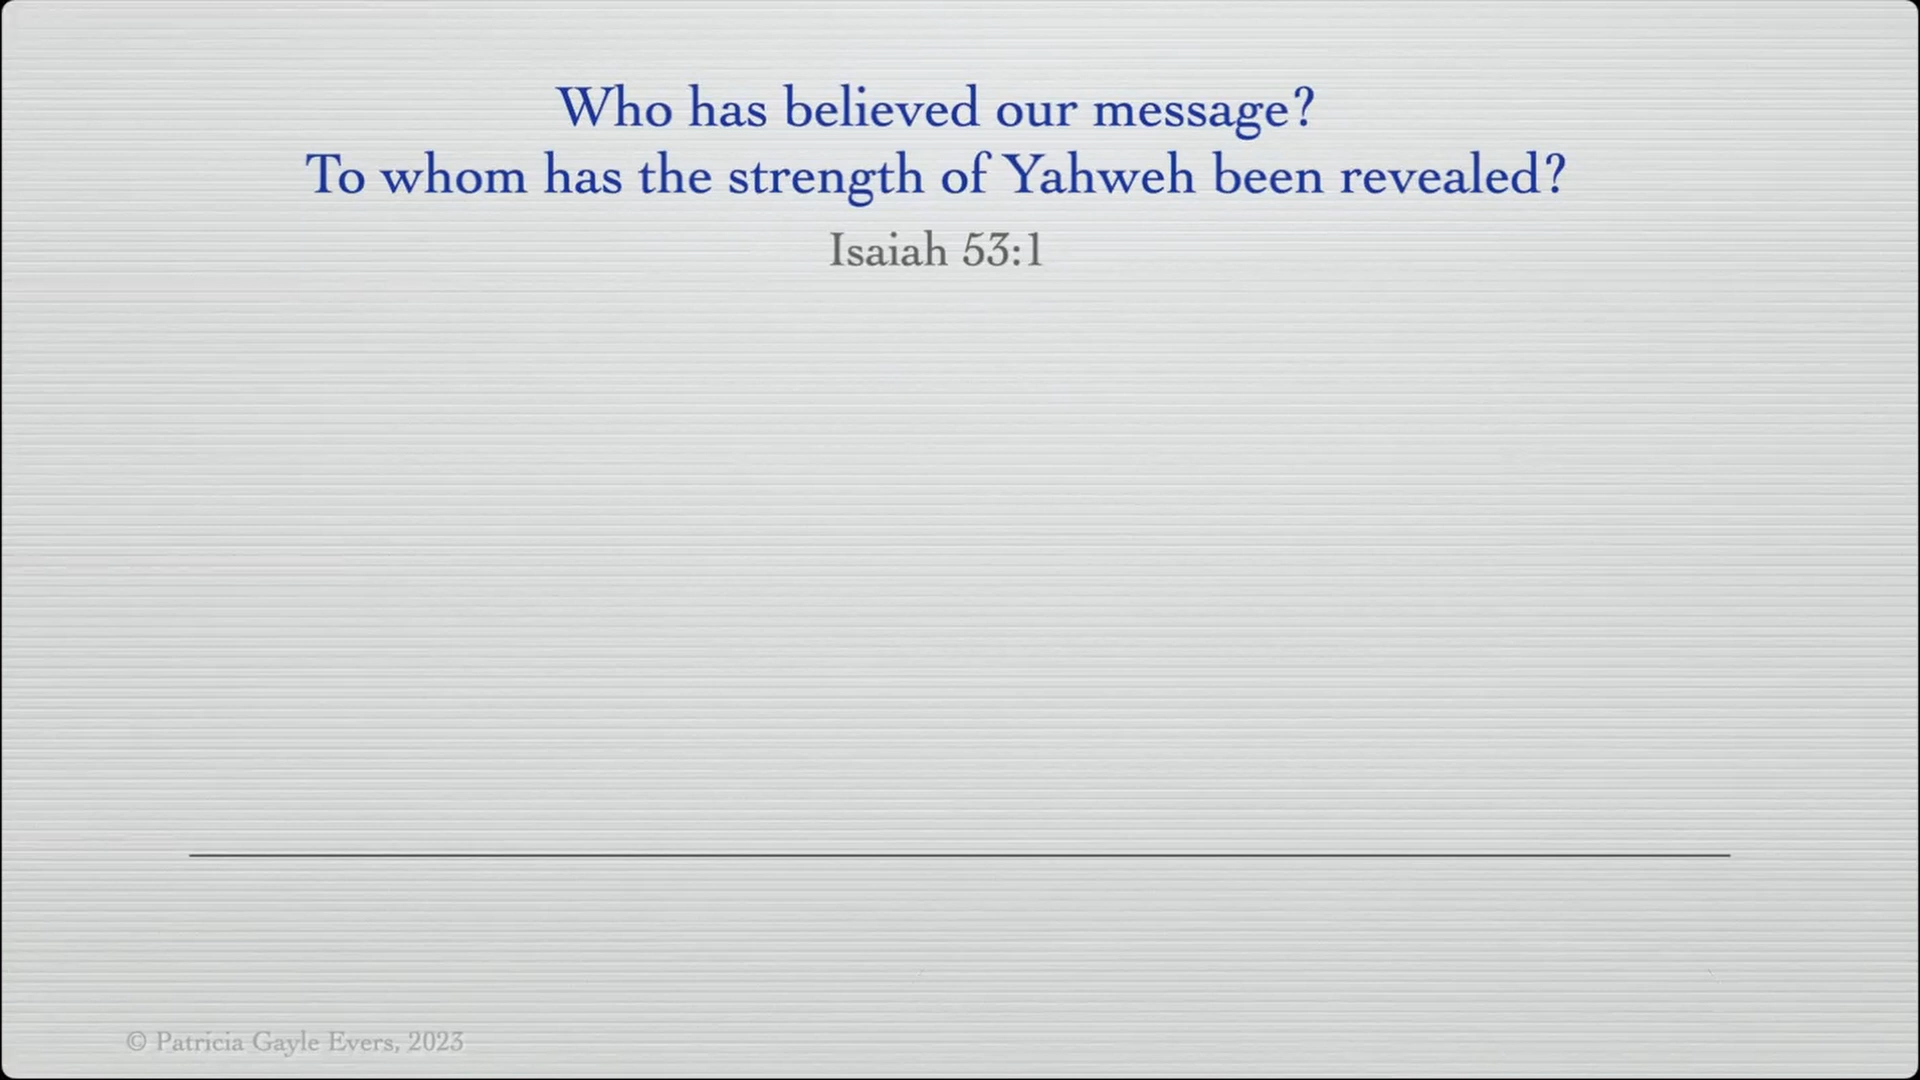 Who has believed our message?
To whom has the strength of Yahweh been revealed?
Isaiah 53:1
© Patricia Gayle Evers, 2023